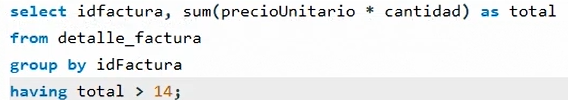 select idfactura, sum(precioUnitario * cantidad) as total
from detalle_factura
group by idFactura
having total > 14;